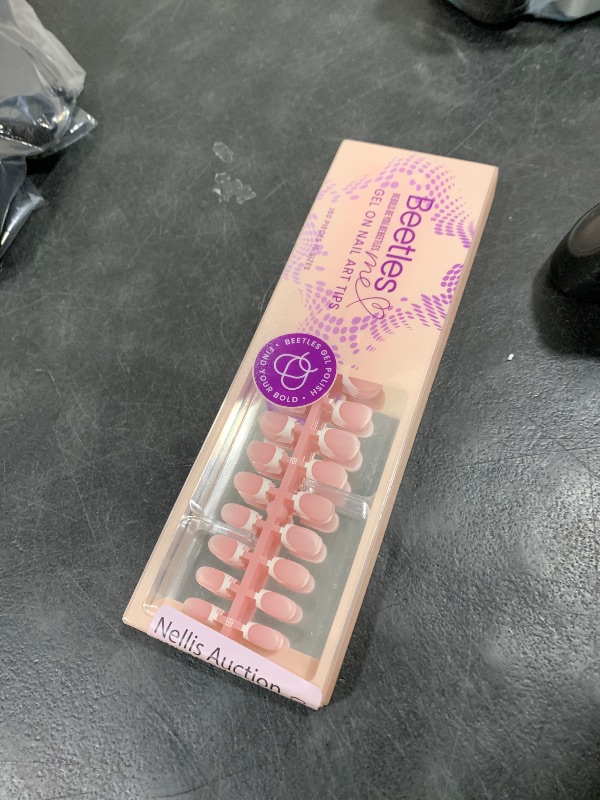 Beetles
me
GEL ON NAIL ART TIPS
• BEETLES GEL POLISH •
FIND YOUR BOLD
Nellis Auction